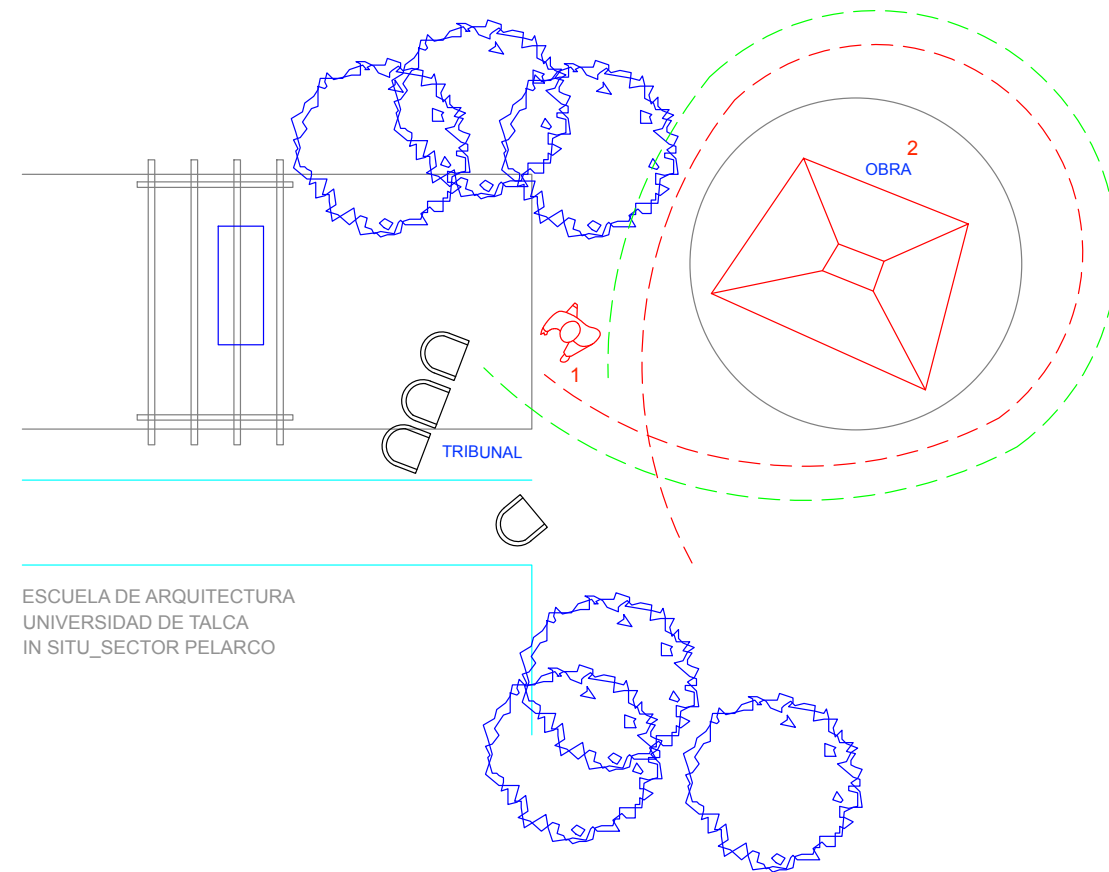 2
OBRA
1
TRIBUNAL
ESCUELA DE ARQUITECTURA
UNIVERSIDAD DE TALCA
IN SITU_SECTOR PELARCO